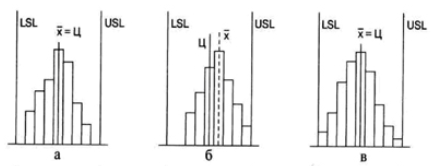 LSL x̄ = Ц USL
а
LSL Ц x̄ USL
б
LSL x̄ = Ц USL
в